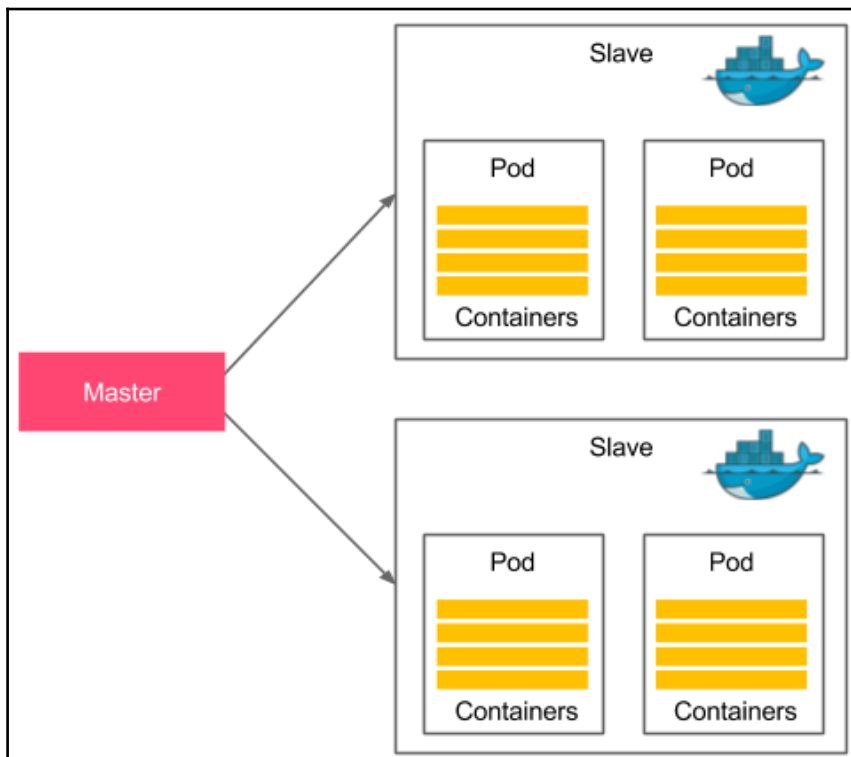 Slave
Pod
Pod
Containers
Containers
Master
Slave
Pod
Pod
Containers
Containers